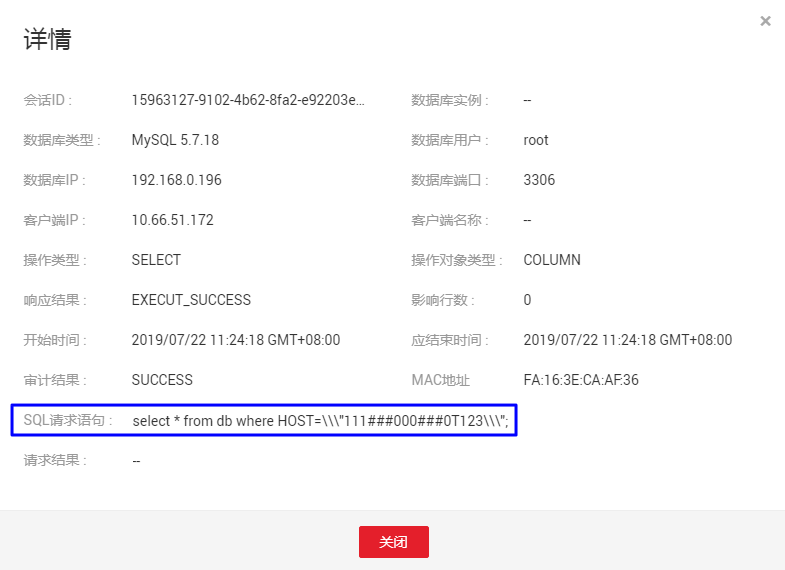 详情
会话ID : 15963127-9102-4b62-8fa2-e92203e... 数据库实例 : --
数据库类型 : MySQL 5.7.18 数据库用户 : root
数据库IP : 192.168.0.196 数据库端口 : 3306
客户端IP : 10.66.51.172 客户端名称 : --
操作类型 : SELECT 操作对象类型 : COLUMN
响应结果 : EXECUT_SUCCESS 影响行数 : 0
开始时间 : 2019/07/22 11:24:18 GMT+08:00 应结束时间 : 2019/07/22 11:24:18 GMT+08:00
审计结果 : SUCCESS MAC地址 FA:16:3E:CA:AF:36
SQL请求语句 : select * from db where HOST=\\\"111###000###0T123\\\";
请求结果 : --
关闭